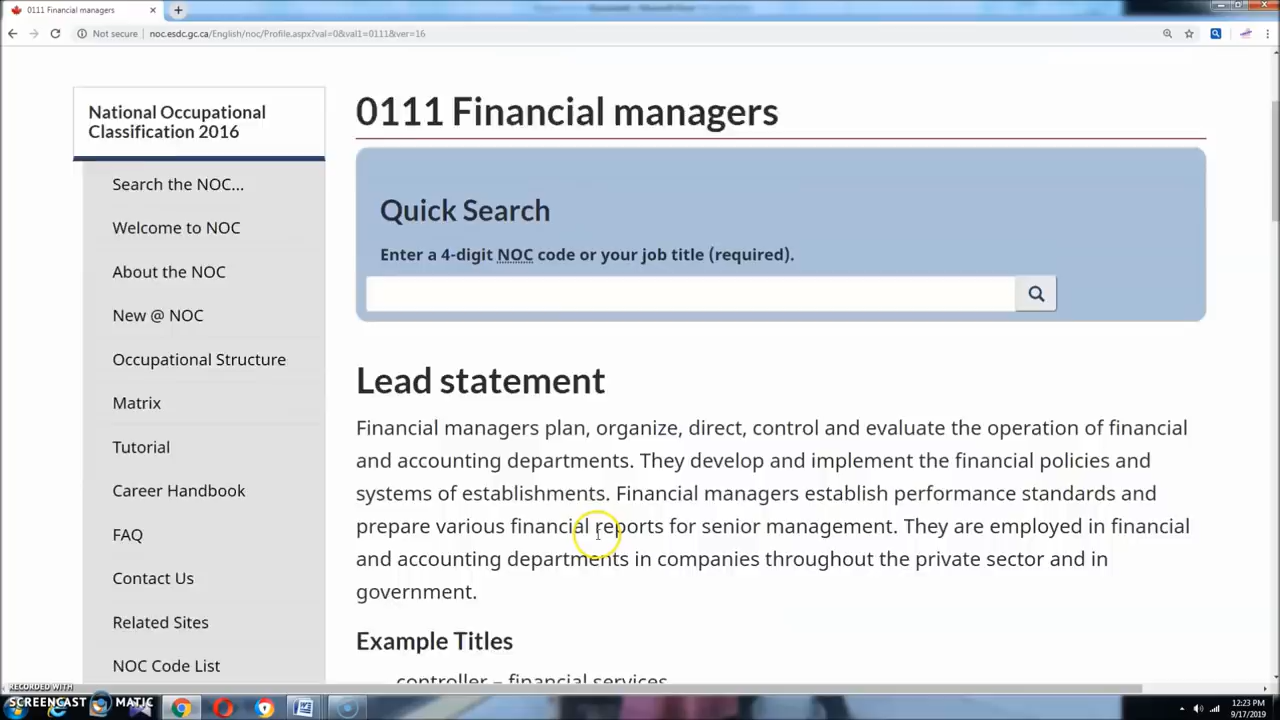 0111 Financial managers
Not secure
noc.esdc.gc.ca/English/noc/Profile.aspx?val=0&val1=0111&ver=16
National Occupational
Classification 2016
Search the NOC...
Welcome to NOC
About the NOC
New @ NOC
Occupational Structure
Matrix
Tutorial
Career Handbook
FAQ
Contact Us
Related Sites
NOC Code List
0111 Financial managers
Quick Search
Enter a 4-digit NOC code or your job title (required).
Lead statement
Financial managers plan, organize, direct, control and evaluate the operation of financial
and accounting departments. They develop and implement the financial policies and
systems of establishments. Financial managers establish performance standards and
prepare various financial reports for senior management. They are employed in financial
and accounting departments in companies throughout the private sector and in
government.
Example Titles
controller – financial services
RECORDED WITH
SCREENCAST MATIC
12:23 PM
9/17/2019